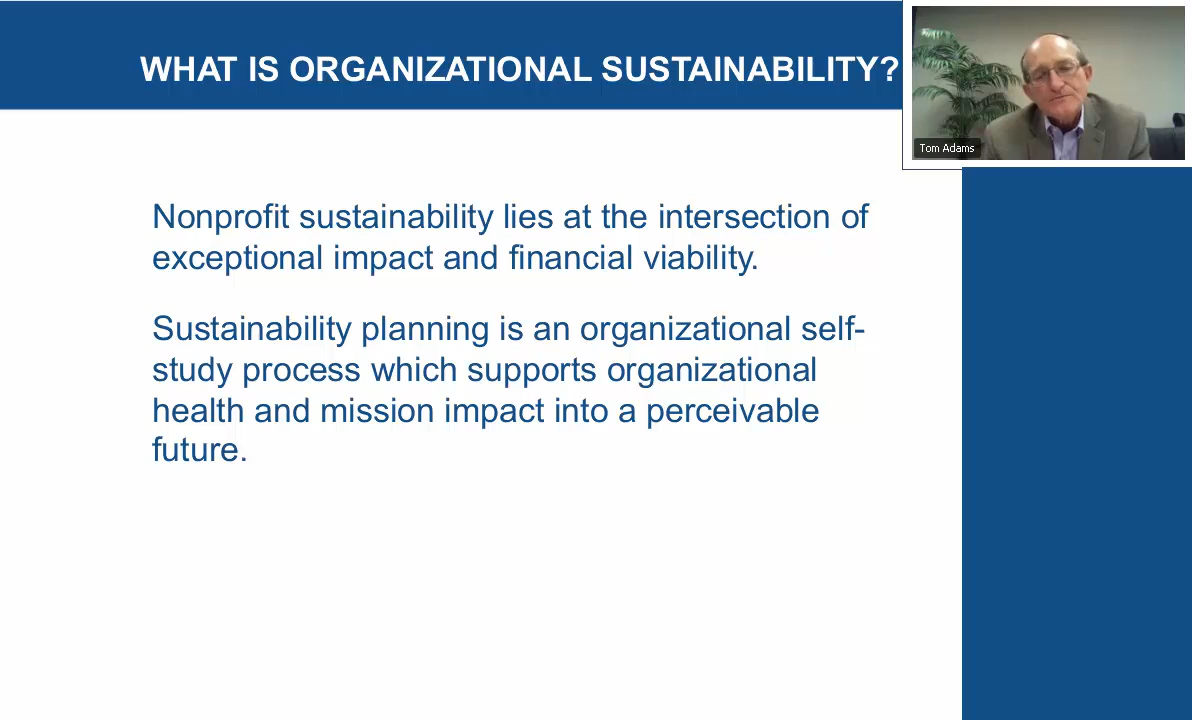 WHAT IS ORGANIZATIONAL SUSTAINABILITY?
Tom Adams
Nonprofit sustainability lies at the intersection of
exceptional impact and financial viability.
Sustainability planning is an organizational self-
study process which supports organizational
health and mission impact into a perceivable
future.